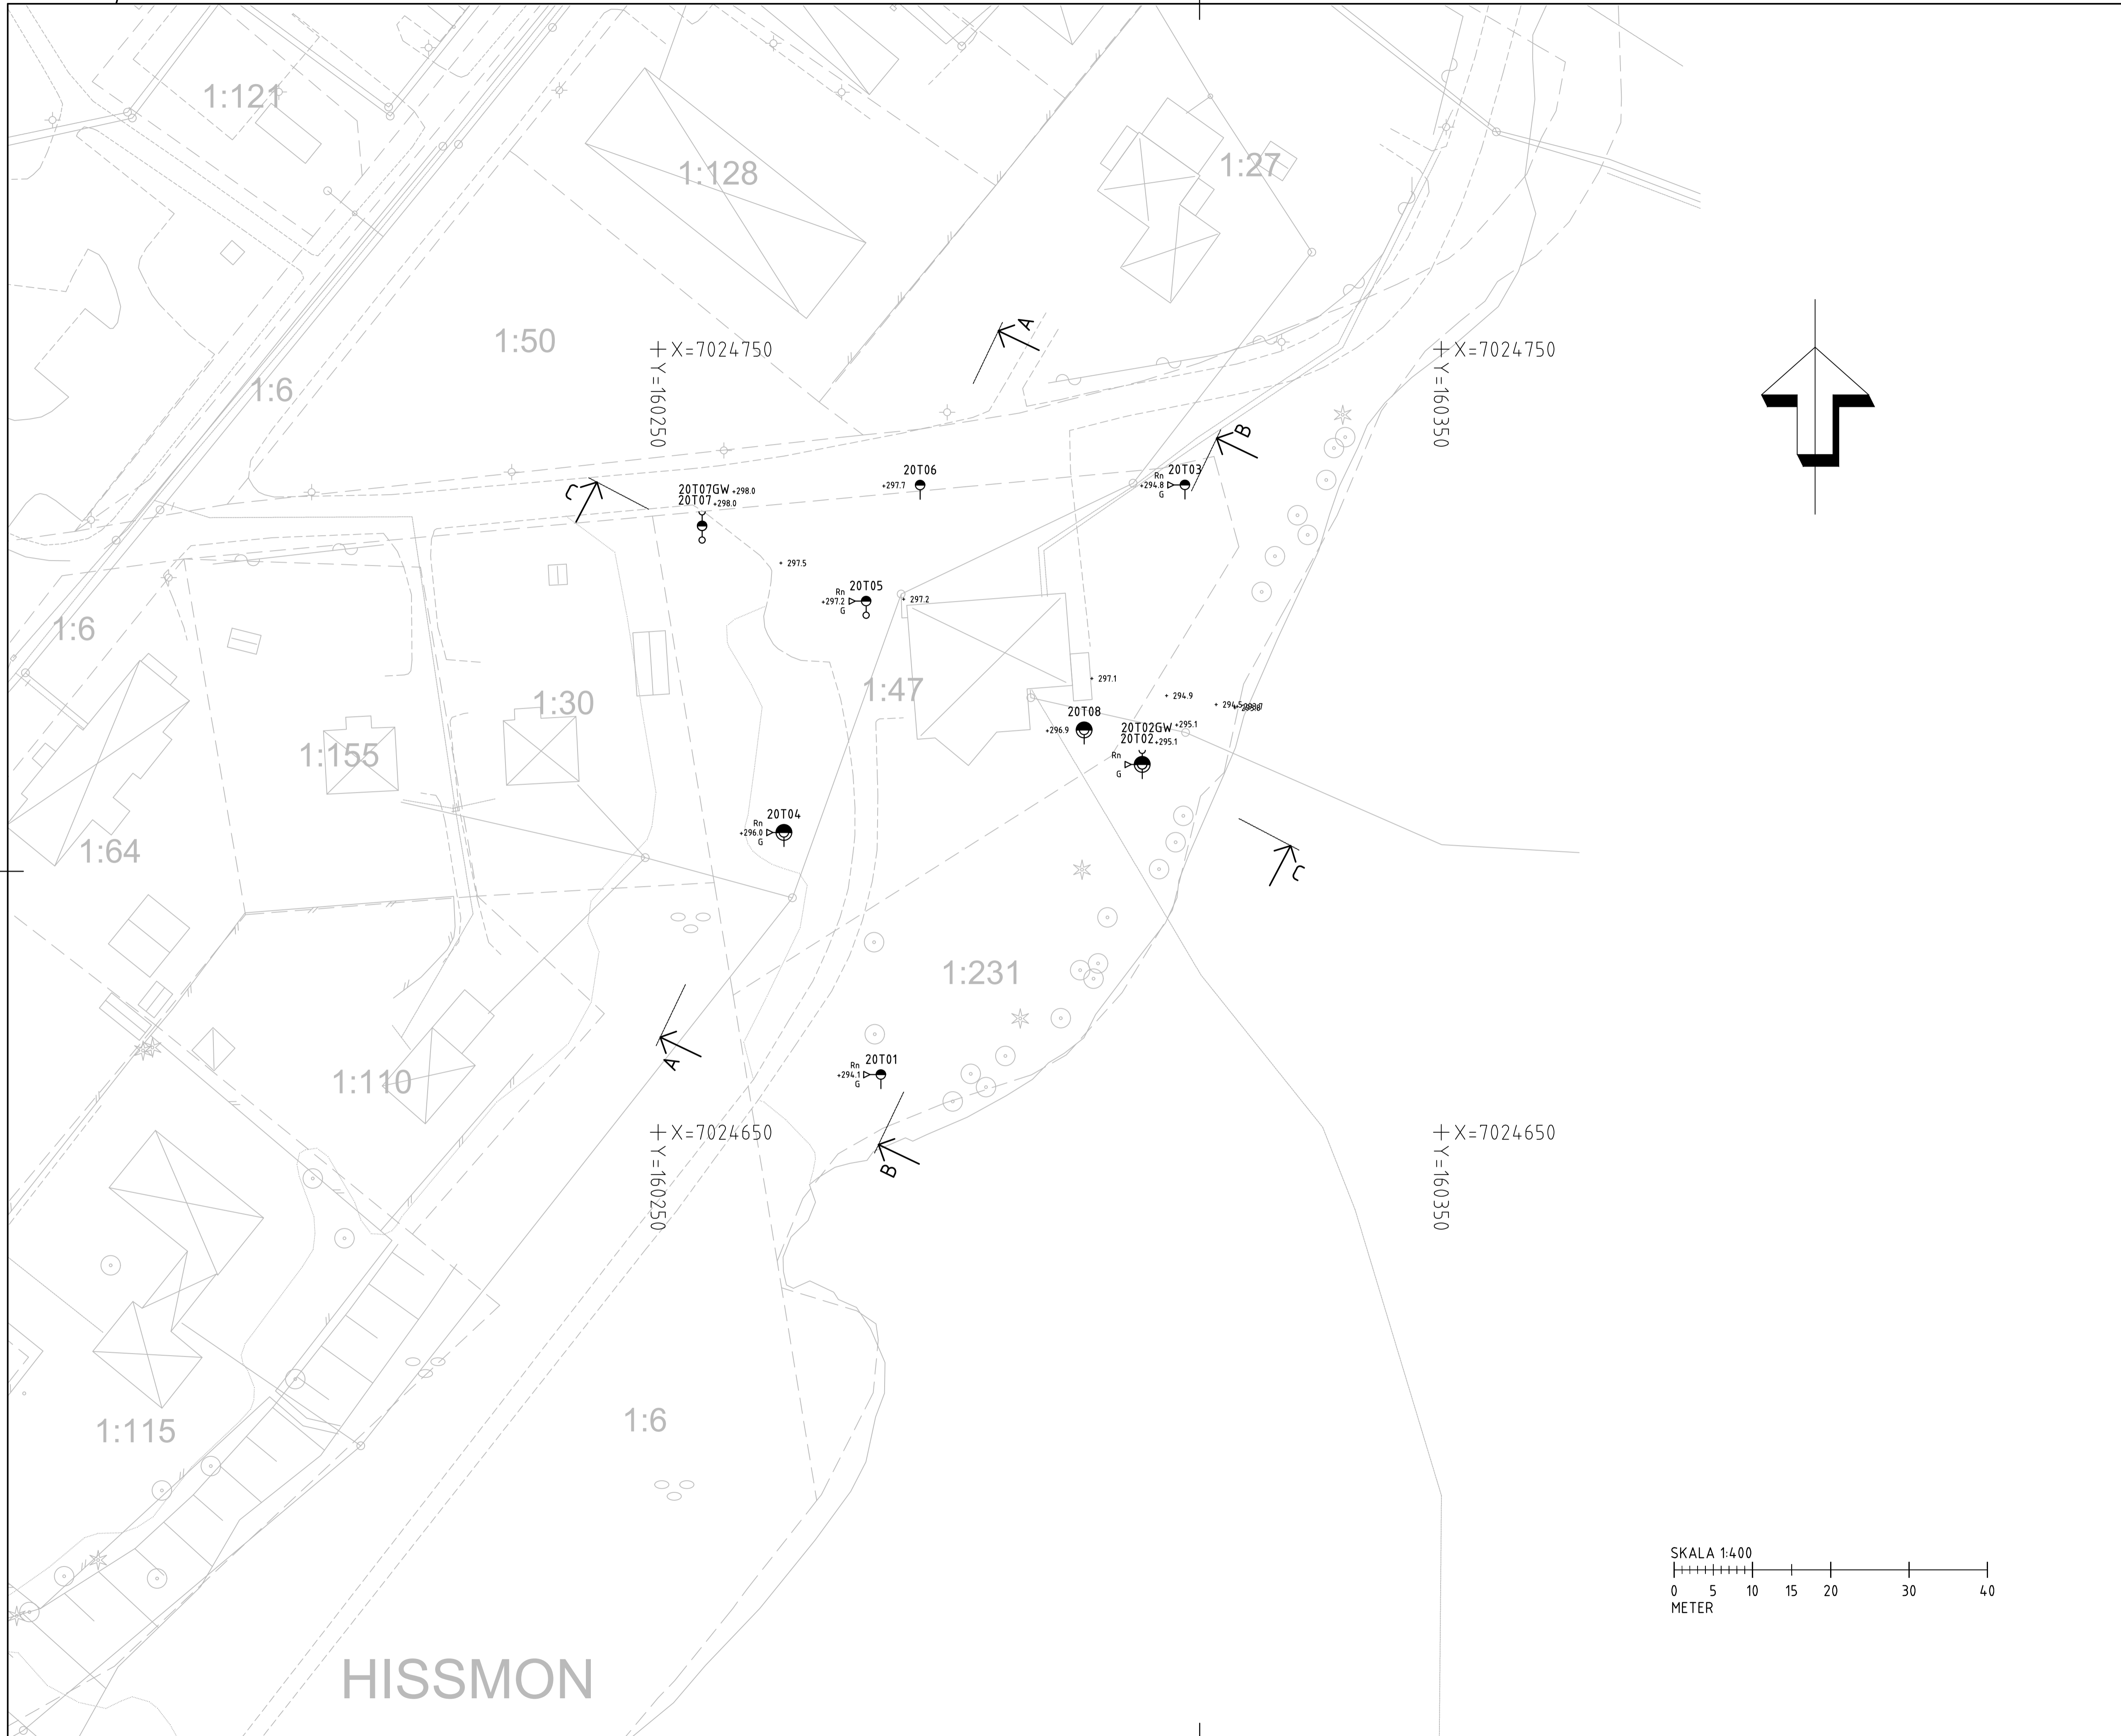 1:121
1:128
1:27
1:50
1:6
A
X=7024750
Y=160250
X=7024750
Y=160350
B
C
20T07GW +298.0
20T07 +298.0
20T06
+297.7
20T03
Rn
+294.8
G
+ 297.5
20T05
Rn
+297.2
G
+ 297.2
1:6
1:30
1:47
+ 297.1
+ 294.9
1:155
20T08
+296.9
20T02GW +295.1
20T02 +295.1
Rn
G
1:64
20T04
Rn
+296.0
G
C
1:231
A
1:110
20T01
Rn
+294.1
G
B
X=7024650
Y=160250
X=7024650
Y=160350
1:115
1:6
SKALA 1:400
0 5 10 15 20 30 40
METER
HISSMON